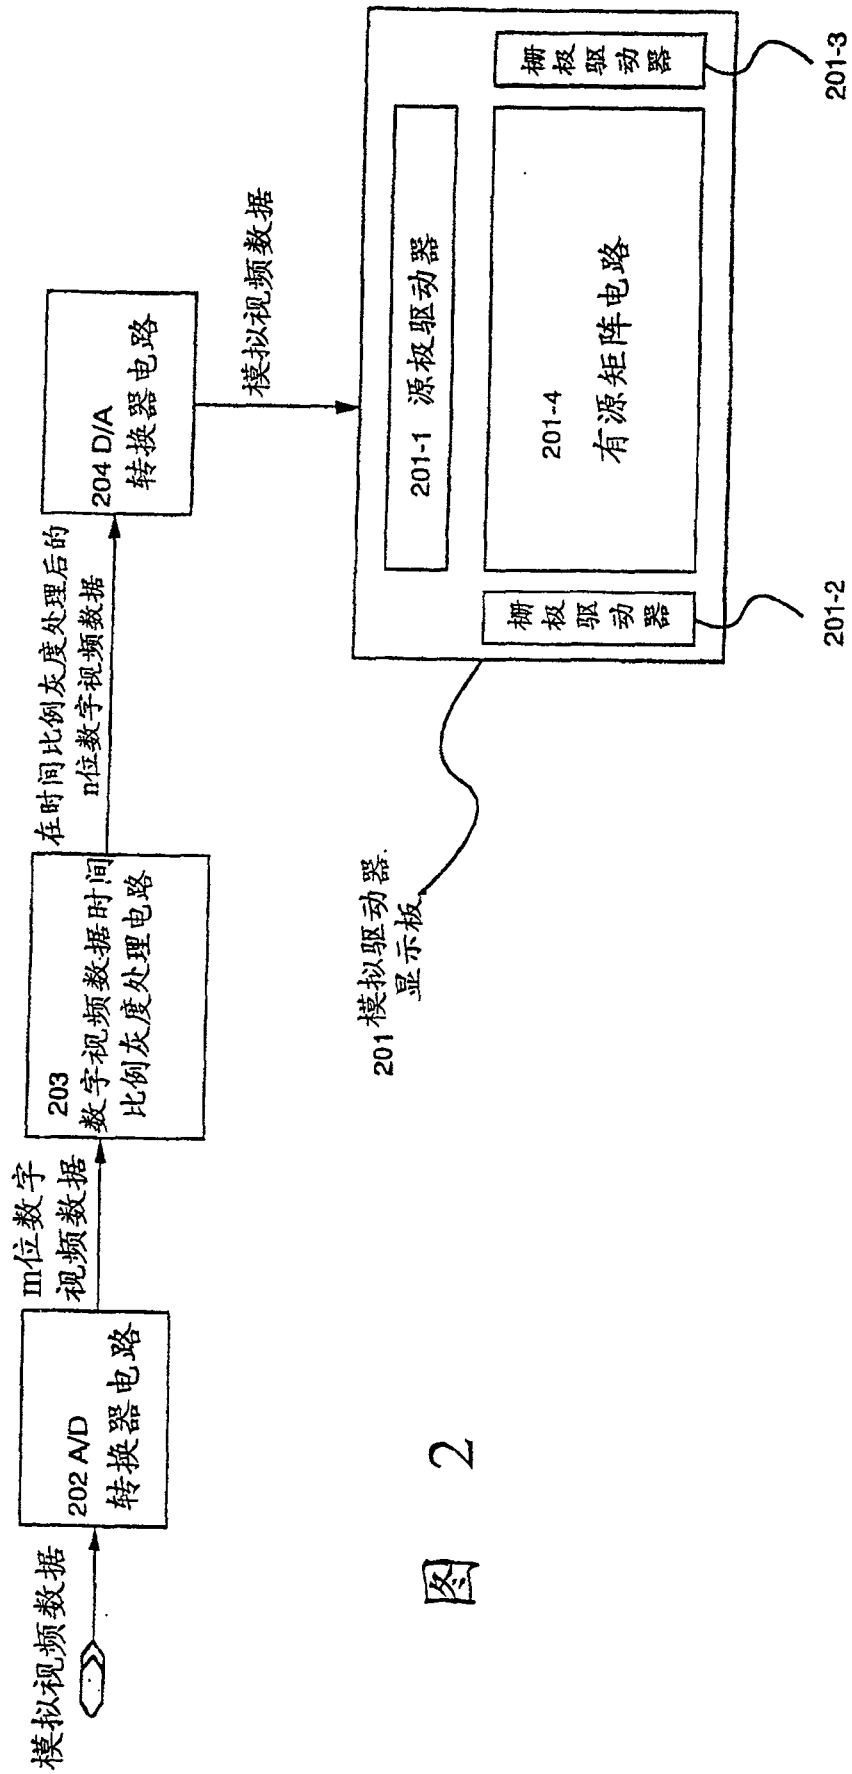 模拟视频数据
202 A/D
转换器电路
m位数字
视频数据
203
数字视频数据时间
比例灰度处理电路
在时间比例灰度处理后的
n位数字视频数据
204 D/A
转换器电路
模拟视频数据
201 模拟驱动器
显示板
201-1 源极驱动器
栅极驱动器
201-4
有源矩阵电路
栅极驱动器
201-2
201-3
图 2